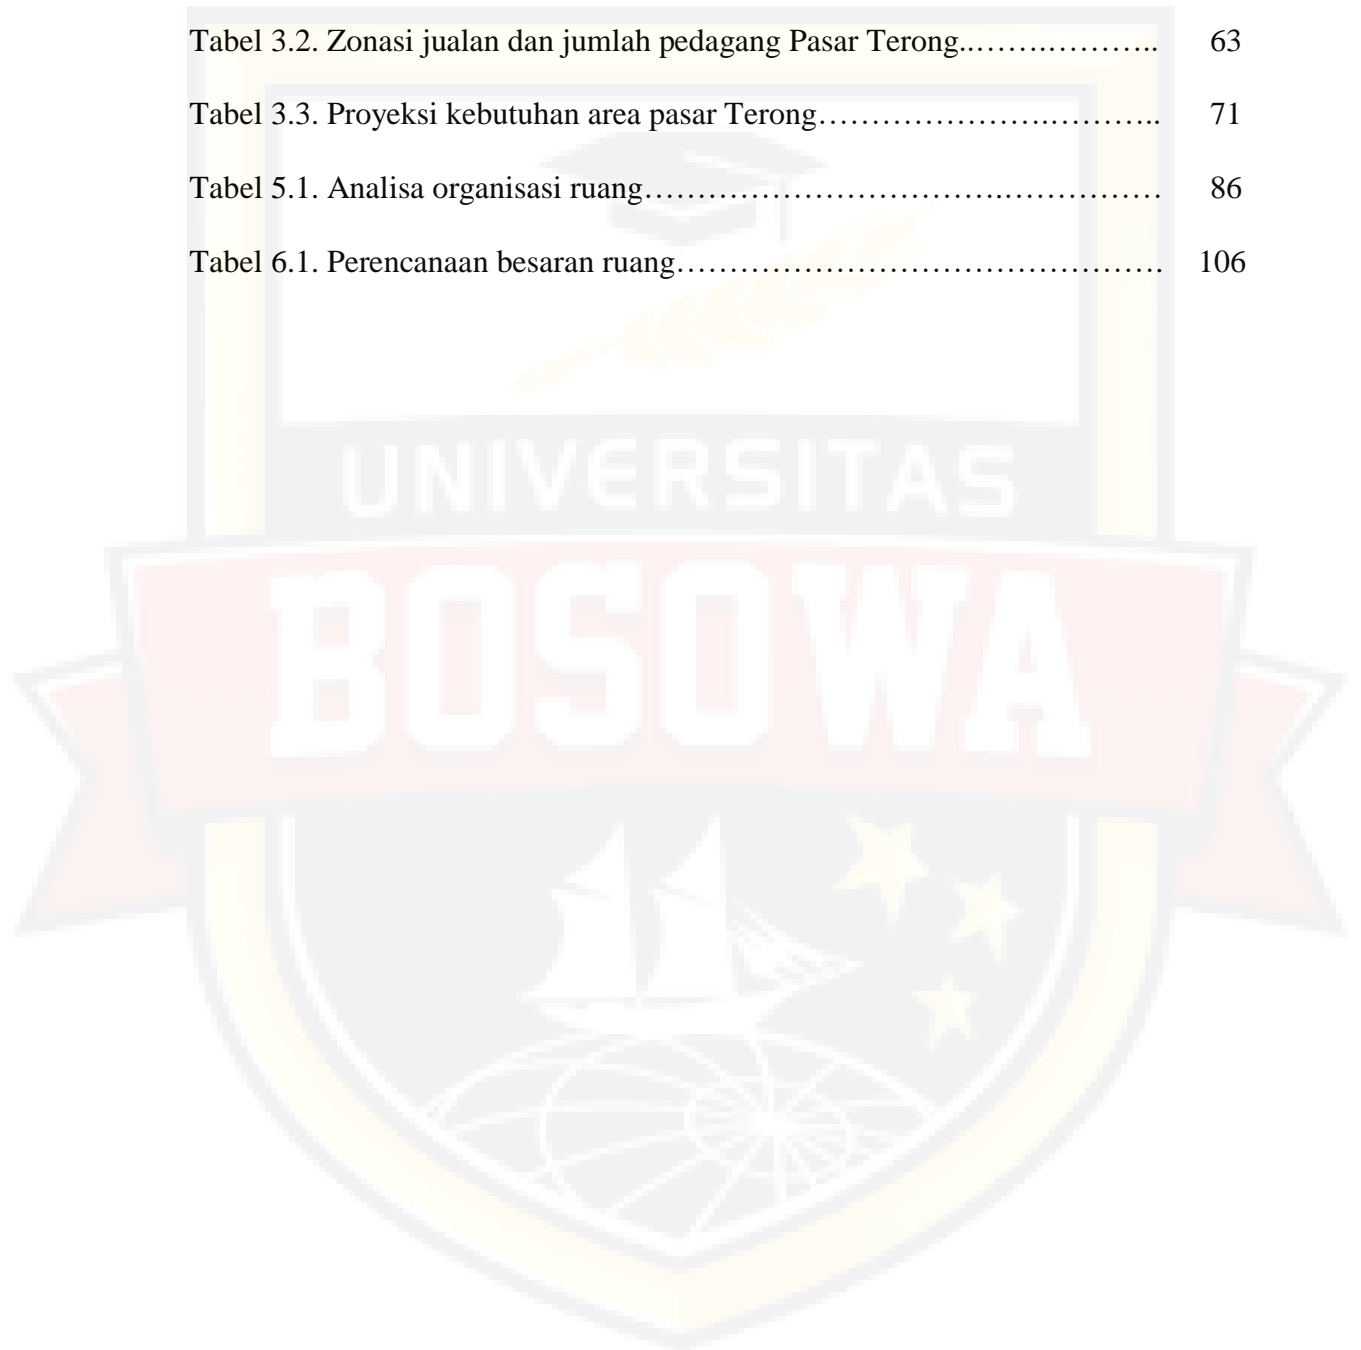 Tabel 3.2. Zonasi jualan dan jumlah pedagang Pasar Terong..…….……….. 63
Tabel 3.3. Proyeksi kebutuhan area pasar Terong………………….……….. 71
Tabel 5.1. Analisa organisasi ruang…………………………….…………… 86
Tabel 6.1. Perencanaan besaran ruang………………………………………. 106
UNIVERSITAS
BOSOWA